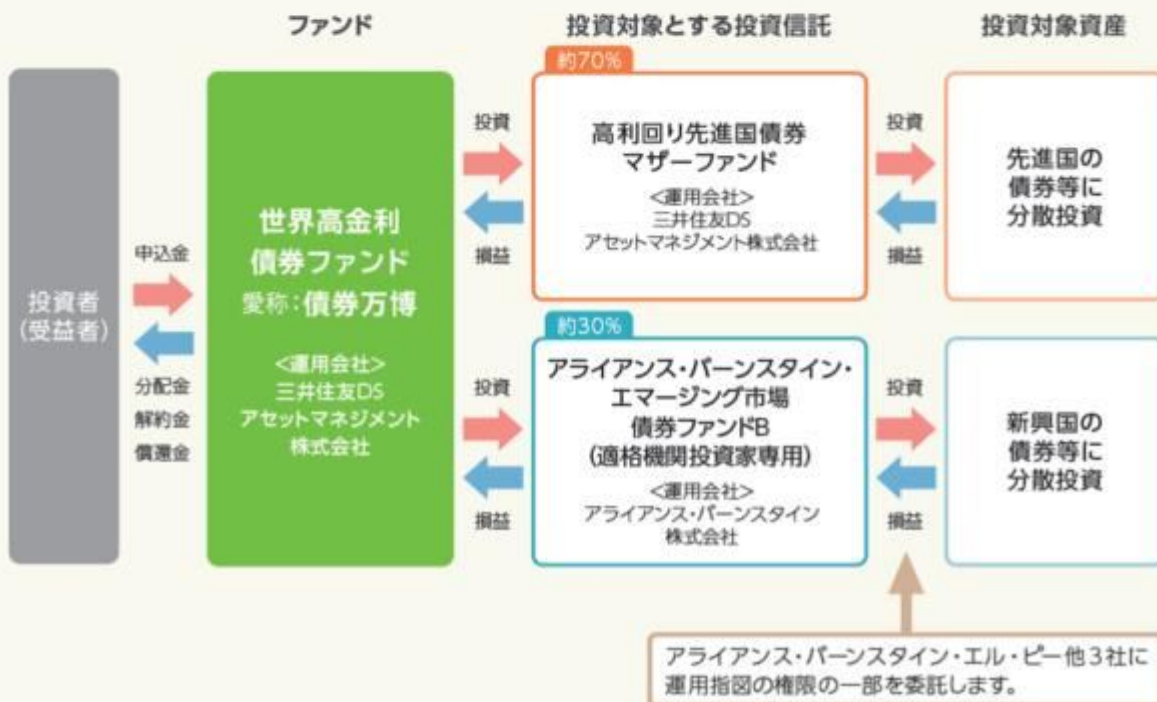 ファンド
投資対象とする投資信託
投資対象資産
投資者
(受益者)
申込金
分配金
解約金
償還金
世界高金利
債券ファンド
愛称:債券万博
<運用会社>
三井住友DS
アセットマネジメント
株式会社
投資
損益
約70%
高利回り先進国債券
マザーファンド
<運用会社>
三井住友DS
アセットマネジメント株式会社
投資
損益
先進国の
債券等に
分散投資
投資
損益
約30%
アライアンス・バーンスタイン・
エマージング市場
債券ファンドB
(適格機関投資家専用)
<運用会社>
アライアンス・バーンスタイン
株式会社
投資
損益
新興国の
債券等に
分散投資
アライアンス・バーンスタイン・エル・ピー他3社に
運用指図の権限の一部を委託します。